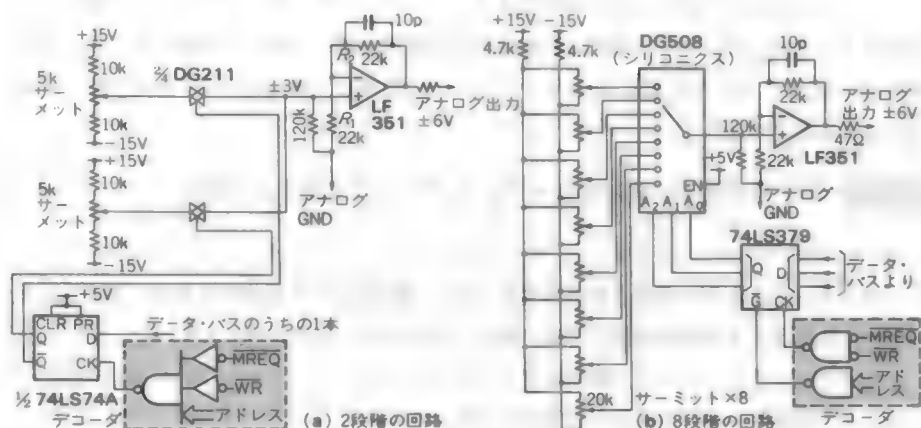 +15V
10k
5k
サー
メット
10k
-15V
+15V
10k
5k
サー
メット
10k
-15V
2/4 DG211
±3V
120k
R1
22k
R2
22k
10p
LF
351
アナログ出力
±6V
アナログ
GND
+5V
CLR PR
Q D
Q̅ CK
1/2 74LS74A
データ・バスのうちの1本
MREQ
WR
アドレス
デコーダ
(a) 2段階の回路
+15V -15V
4.7k
4.7k
DG508
(シリコニクス)
EN
A2 A1 A0
+5V
120k
22k
10p
22k
LF351
アナログ
出力 ±6V
47Ω
アナログ
GND
74LS379
Q D
G̅ CK
データ・
バスより
MREQ
WR
アド
レス
デコーダ
20k
サーミット×8
(b) 8段階の回路